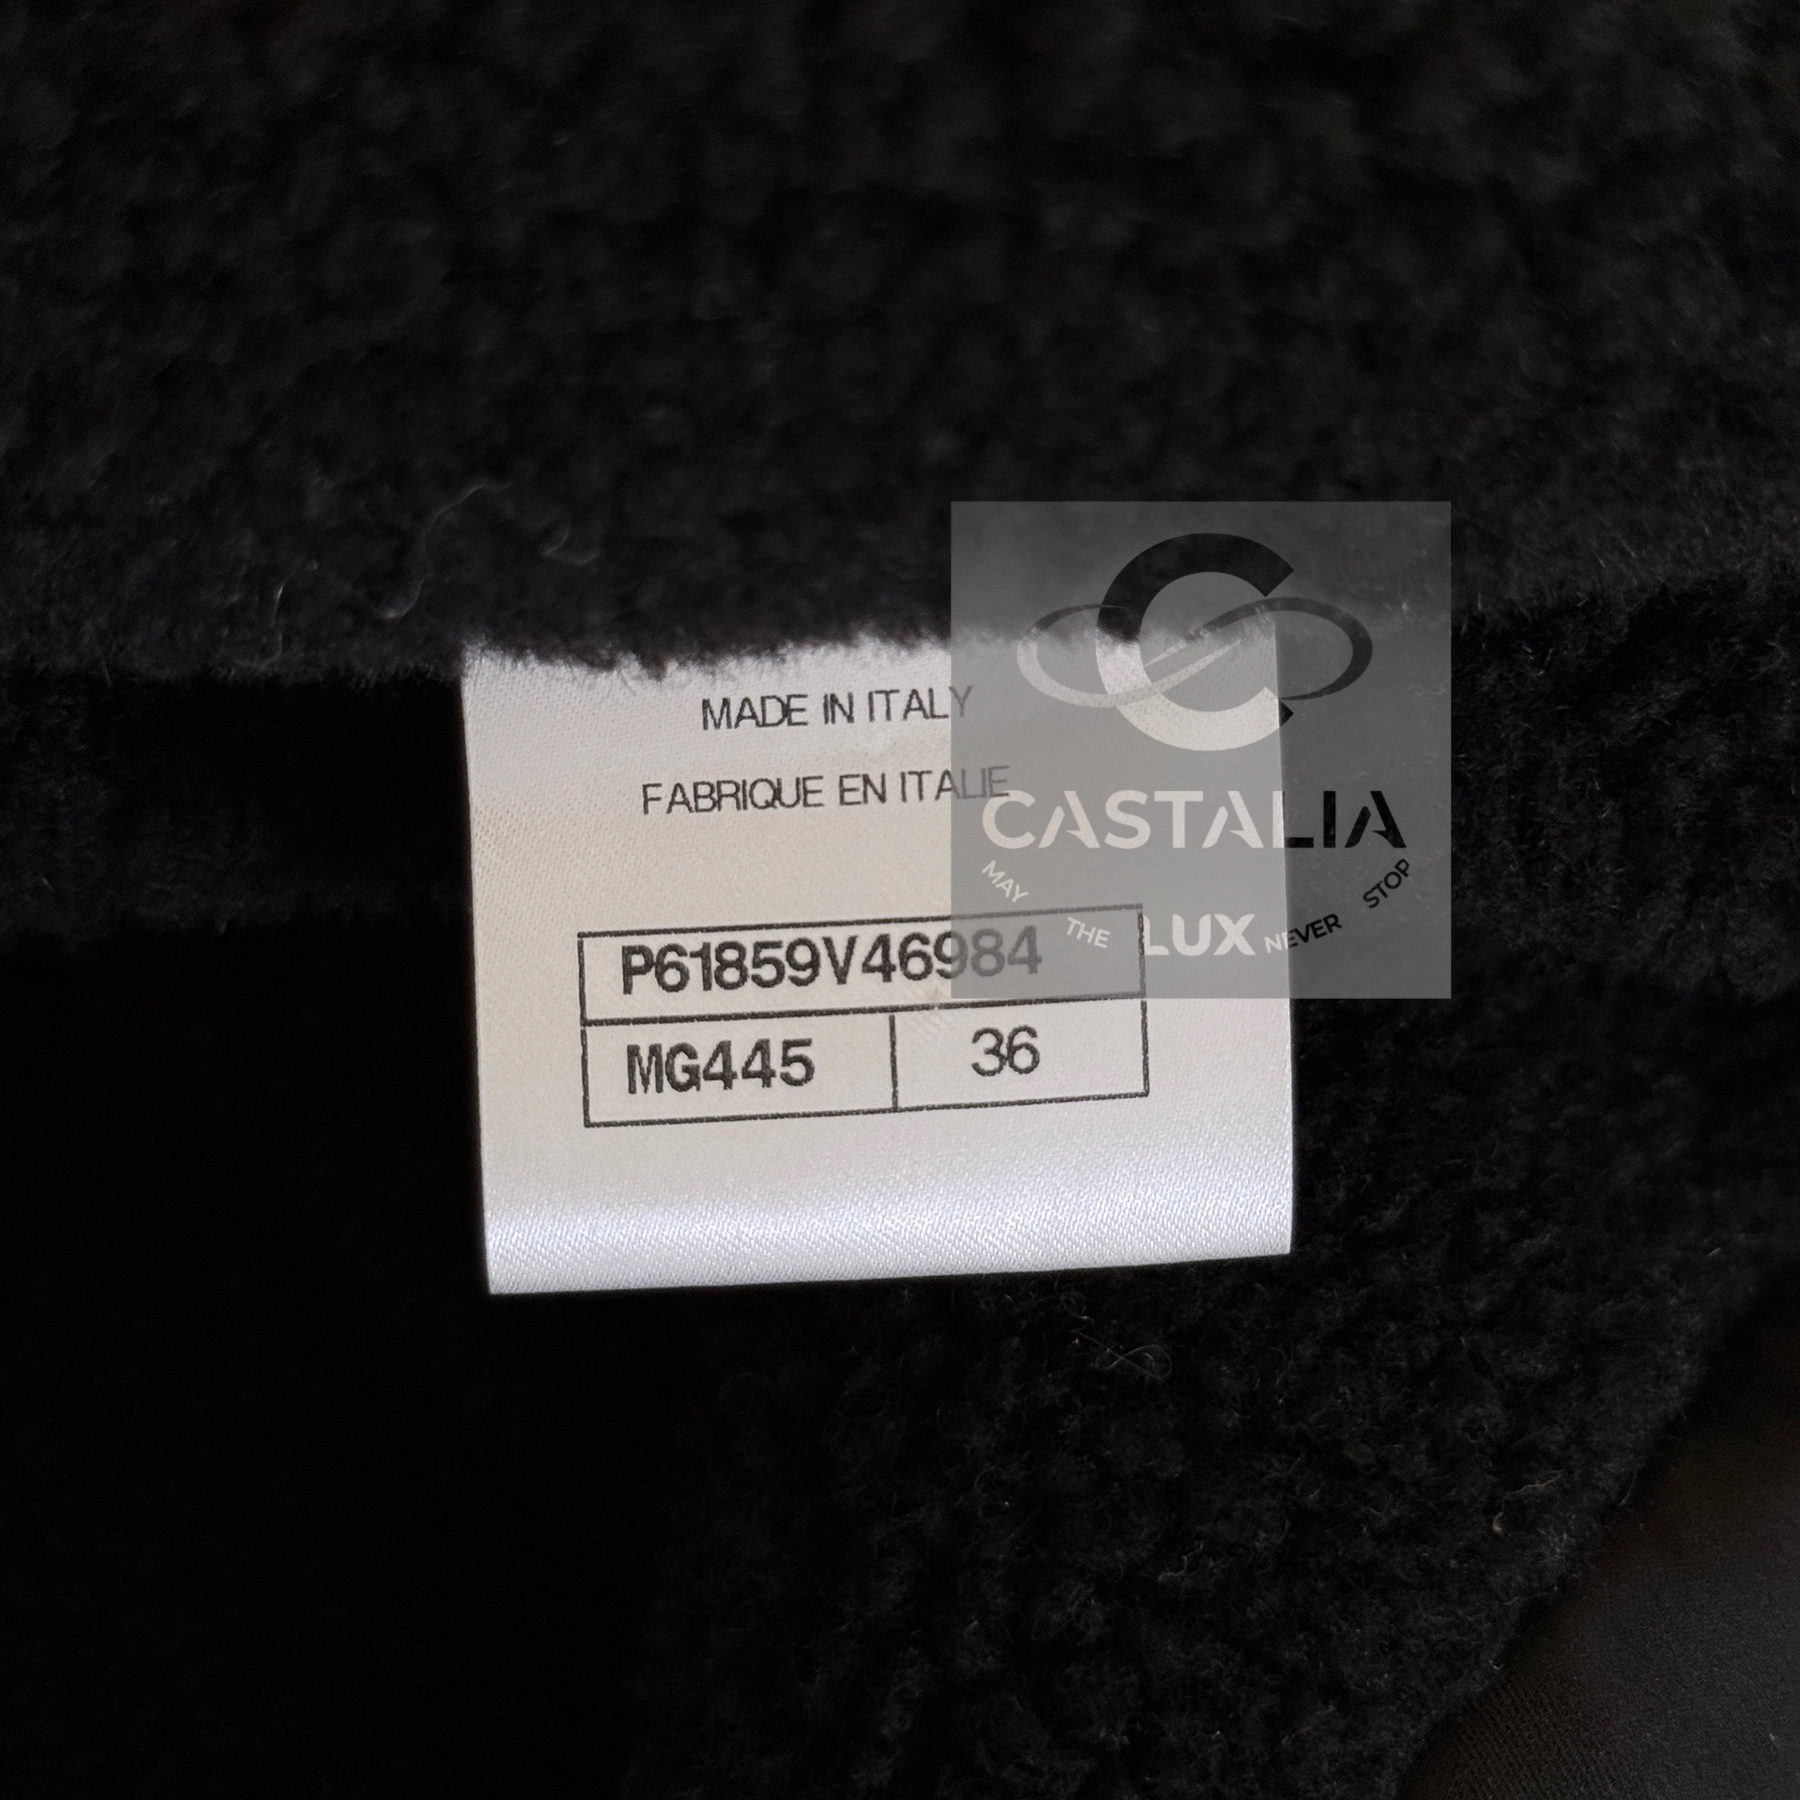 MADE IN ITALY
FABRIQUE EN ITALIE
CASTALIA
MAY THE LUX NEVER STOP
P61859V46984
MG445 36